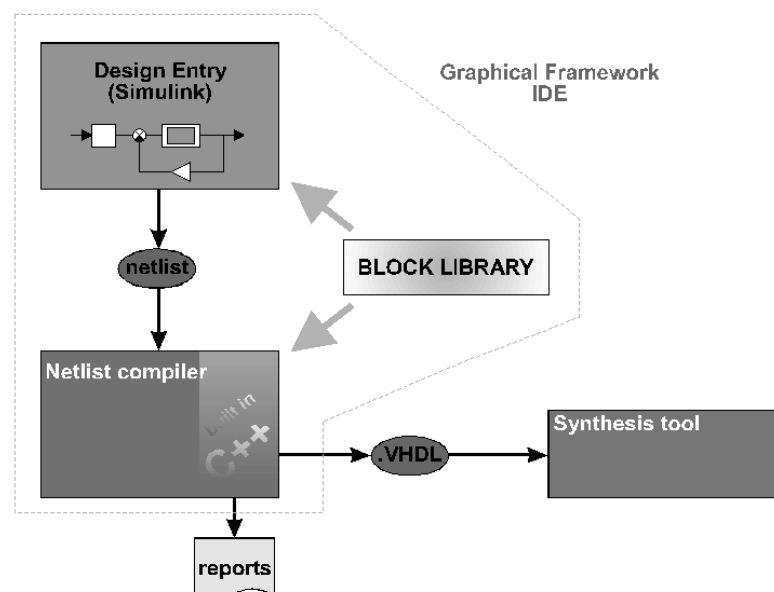 Design Entry
(Simulink)
Graphical Framework
IDE
netlist
BLOCK LIBRARY
Netlist compiler
built in
C++
.VHDL
Synthesis tool
reports